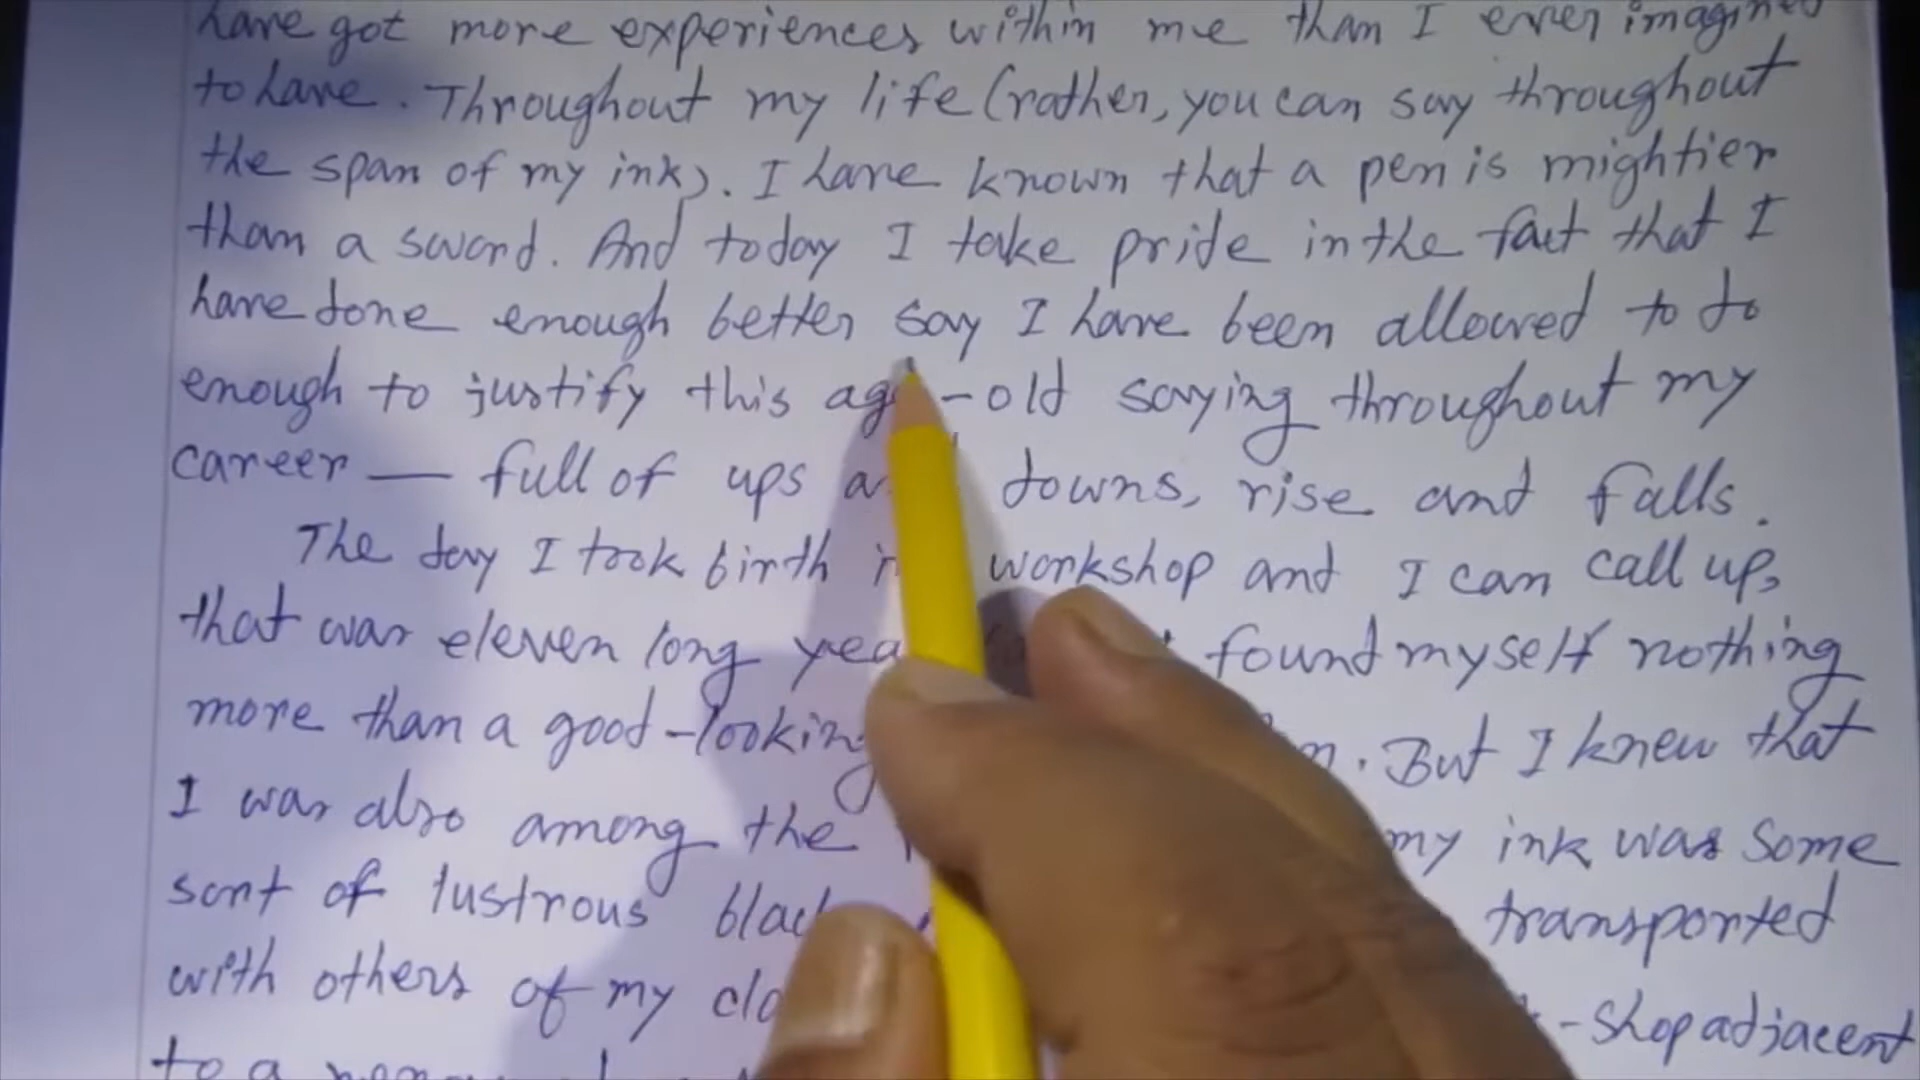 have got more experiences within me than I ever imagined
to have. Throughout my life (rather, you can say throughout
the span of my ink). I have known that a pen is mightier
than a sword. And today I take pride in the fact that I
have done enough better say I have been allowed to do
enough to justify this age-old saying throughout my
career — full of ups and downs, rise and falls.
The day I took birth in workshop and I can call up,
that was eleven long found myself nothing
more than a good-looking . But I knew that
I was also among the my ink was some
sort of lustrous transported
with others of my -shop adjacent
to a